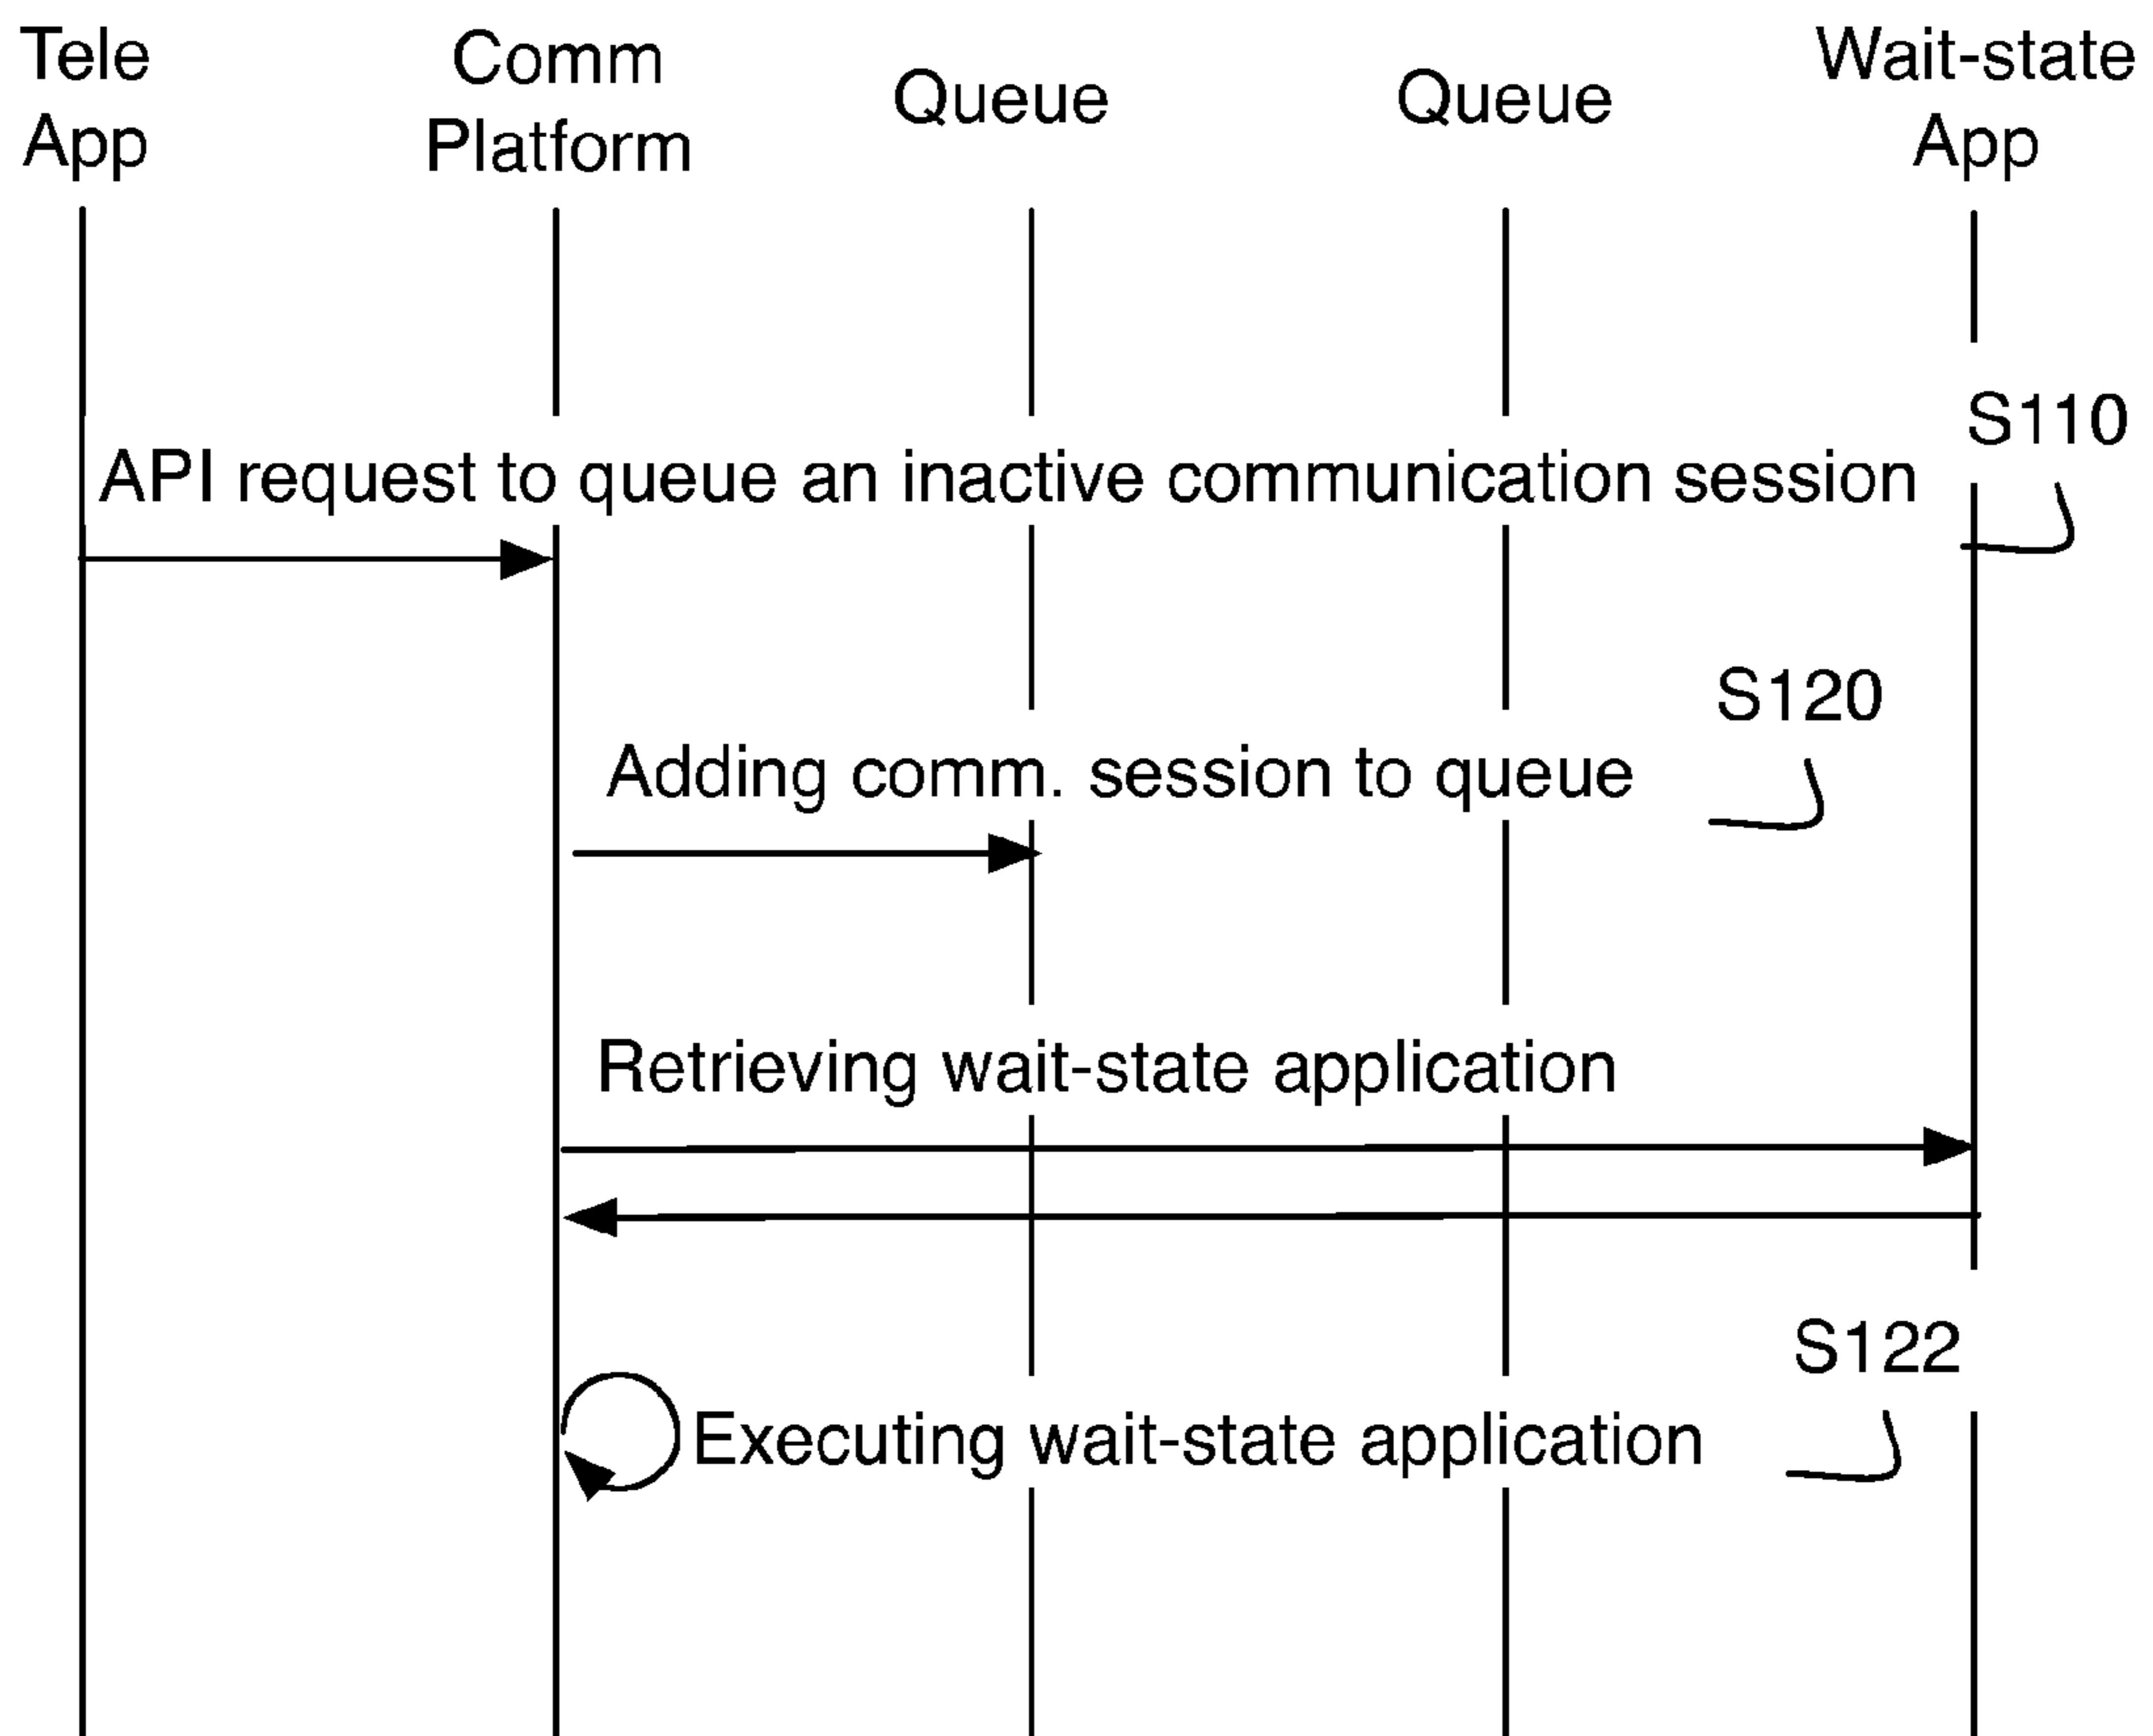 Tele
App
Comm
Platform
Queue
Queue
Wait-state
App
S110
API request to queue an inactive communication session
S120
Adding comm. session to queue
Retrieving wait-state application
S122
Executing wait-state application